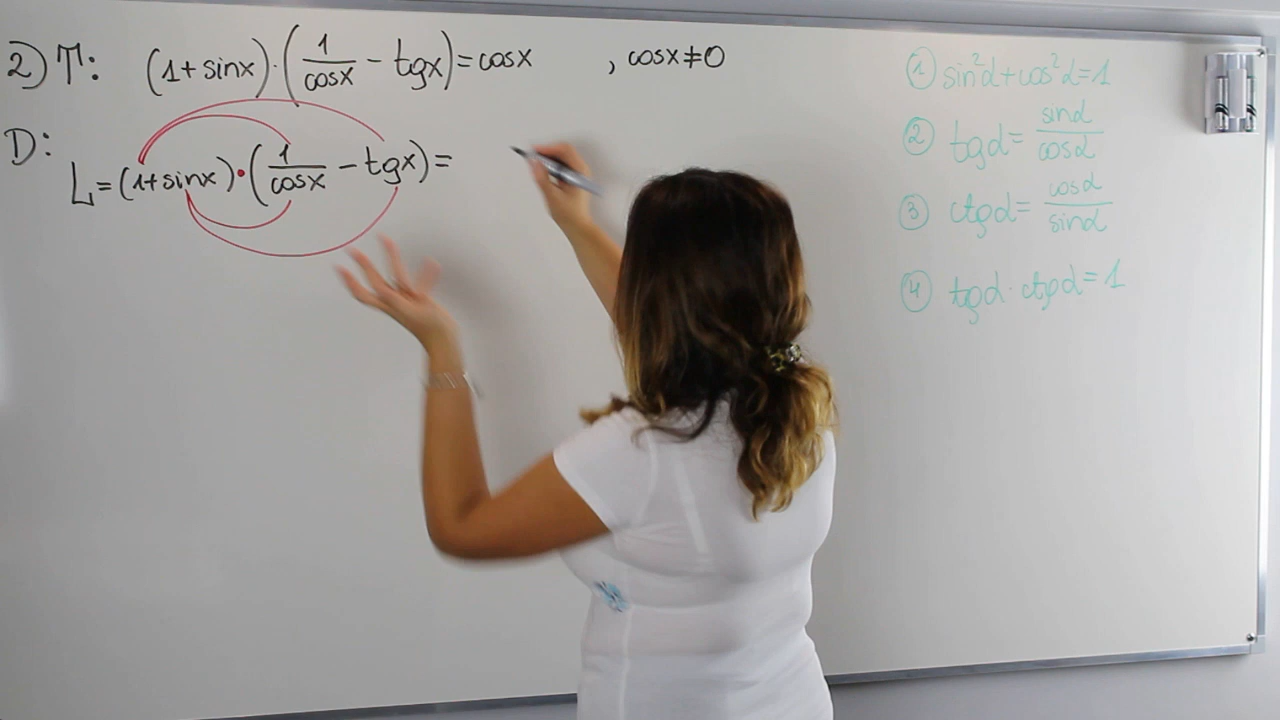 2) T: (1+sinx)·(1/cosx - tgx)=cosx , cosx≠0
D:
L=(1+sinx)·(1/cosx - tgx)=
① sin²α+cos²α=1
② tgα= sinα/cosα
③ ctgα= cosα/sinα
④ tgα·ctgα=1